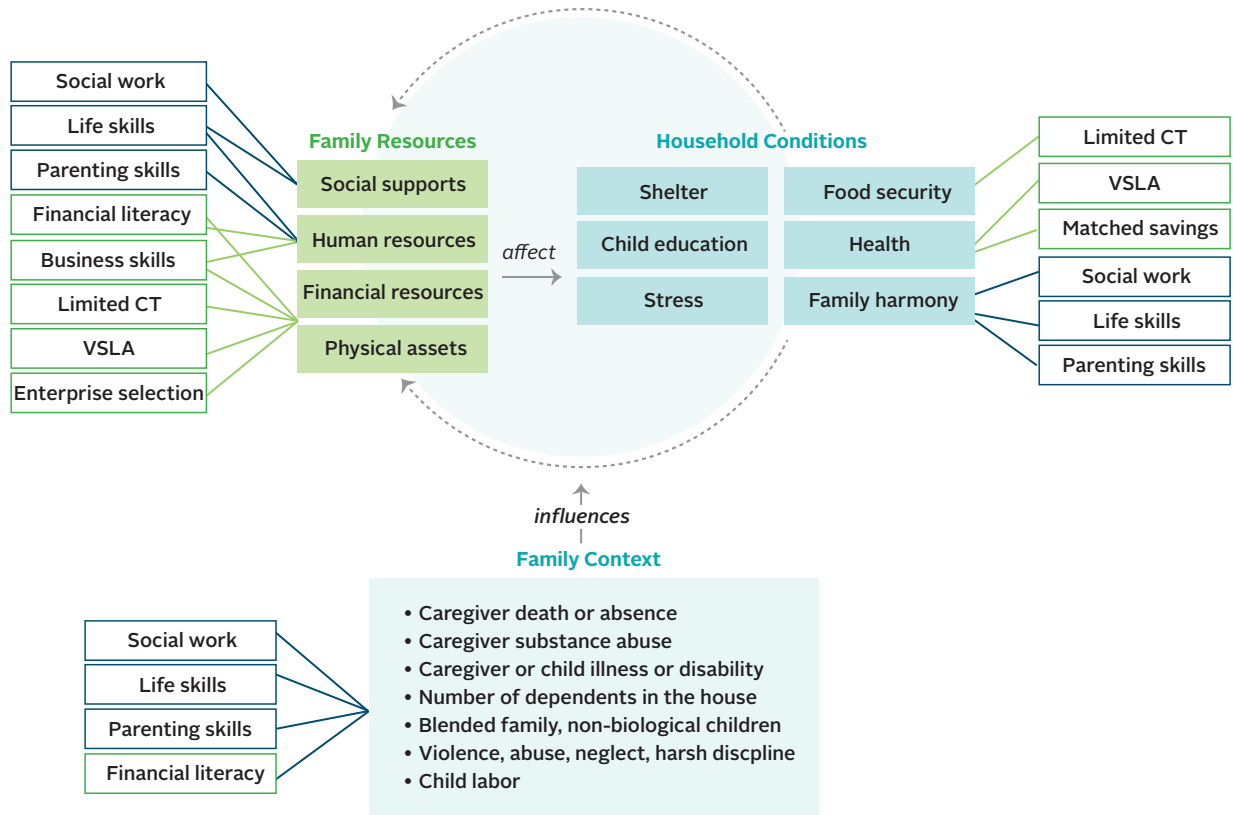 Social work
Life skills
Parenting skills
Financial literacy
Business skills
Limited CT
VSLA
Enterprise selection
Family Resources
Social supports
Human resources
Financial resources
Physical assets
affect
Household Conditions
Shelter
Food security
Child education
Health
Stress
Family harmony
Limited CT
VSLA
Matched savings
Social work
Life skills
Parenting skills
influences
Family Context
• Caregiver death or absence
• Caregiver substance abuse
• Caregiver or child illness or disability
• Number of dependents in the house
• Blended family, non-biological children
• Violence, abuse, neglect, harsh discpline
• Child labor
Social work
Life skills
Parenting skills
Financial literacy